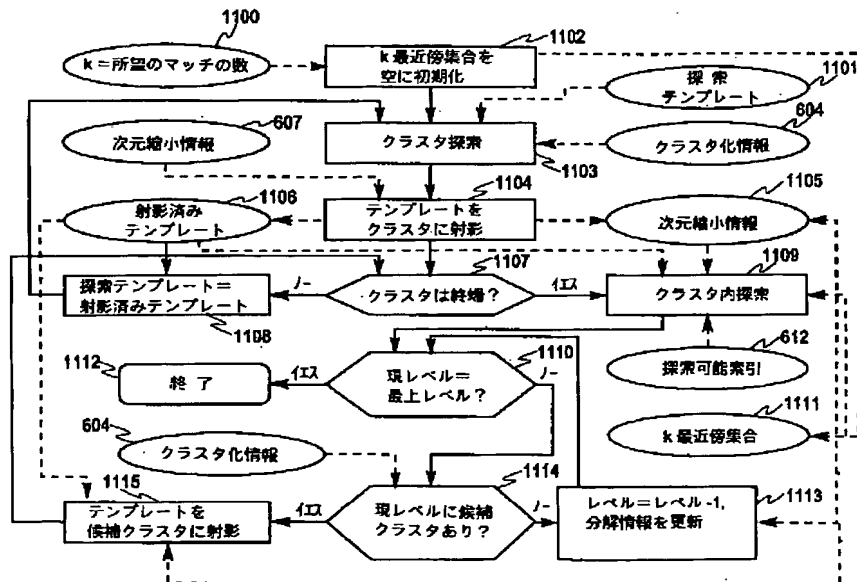 1100
k=所望のマッチの数
1102
k最近傍集合を
空に初期化
1101
探 索
テンプレート
607
次元縮小情報
クラスタ探索
1103
604
クラスタ化情報
1106
射影済み
テンプレート
1104
テンプレートを
クラスタに射影
1105
次元縮小情報
探索テンプレート=
射影済みテンプレート
1108
ノー
1107
クラスタは終端?
イエス
1109
クラスタ内探索
1112
終 了
イエス
1110
現レベル=
最上レベル?
ノー
612
探索可能索引
604
クラスタ化情報
1111
k最近傍集合
1115
テンプレートを
候補クラスタに射影
イエス
1114
現レベルに候補
クラスタあり?
ノー
1113
レベル=レベル-1,
分解情報を更新